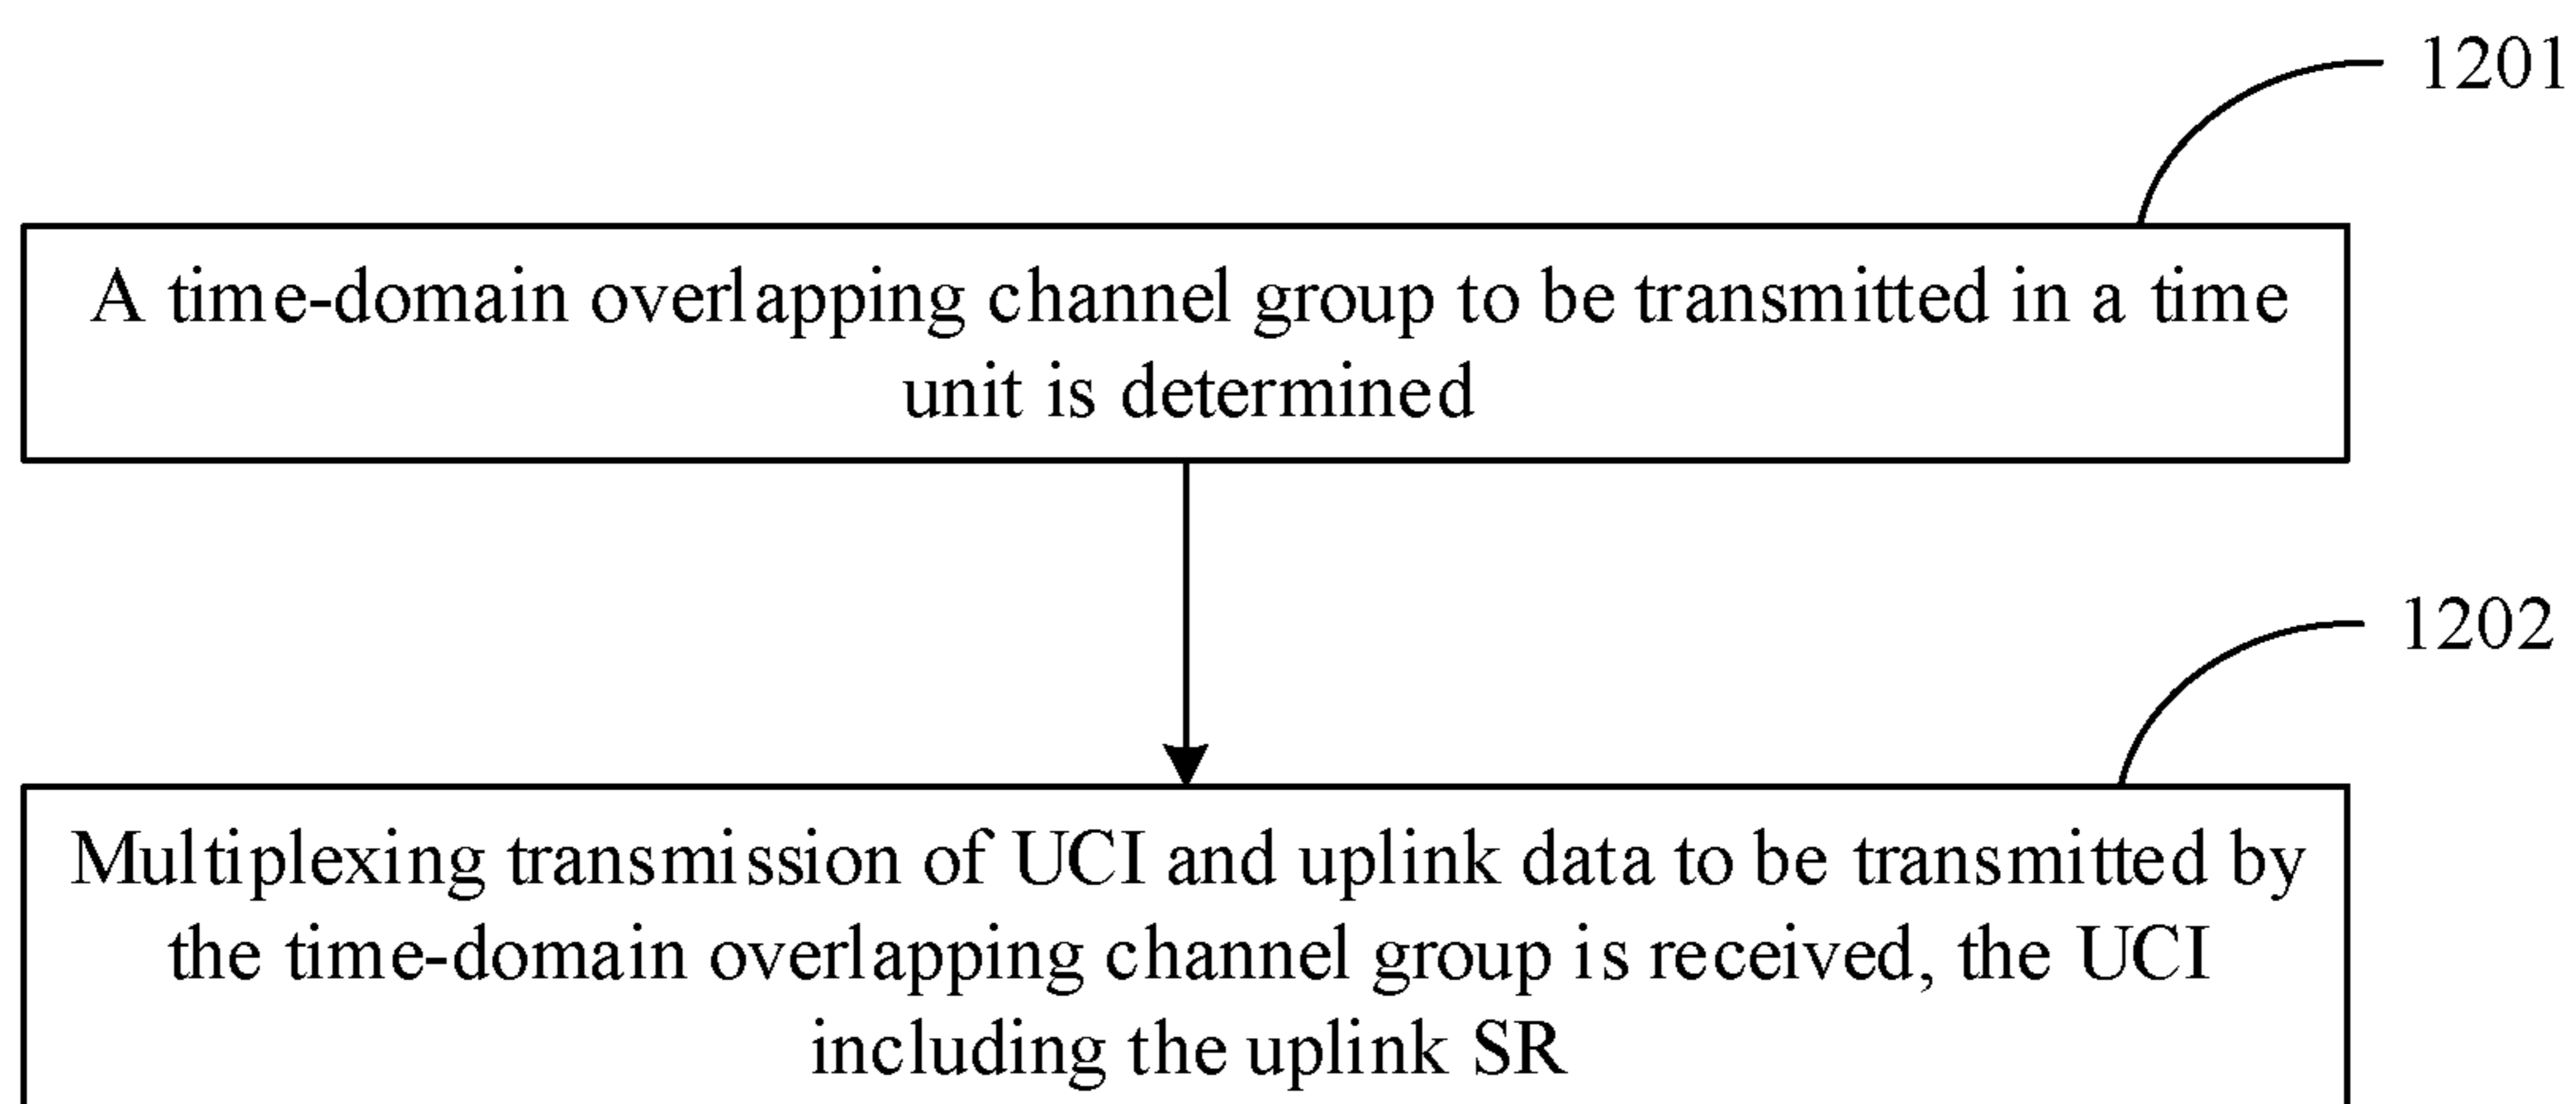 1201
A time-domain overlapping channel group to be transmitted in a time
unit is determined
1202
Multiplexing transmission of UCI and uplink data to be transmitted by
the time-domain overlapping channel group is received, the UCI
including the uplink SR